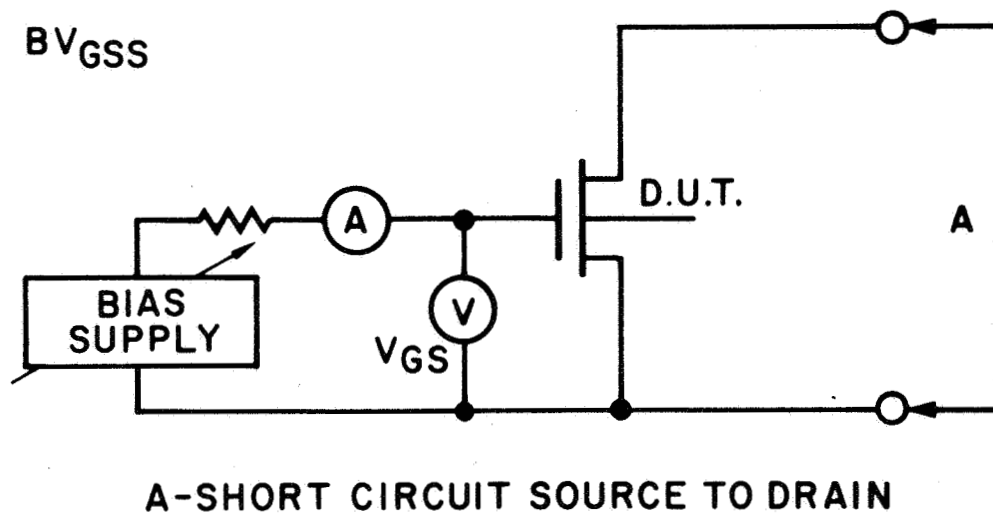 BVGSS
D.U.T.
A
A
BIAS
SUPPLY
V
VGS
A-SHORT CIRCUIT SOURCE TO DRAIN